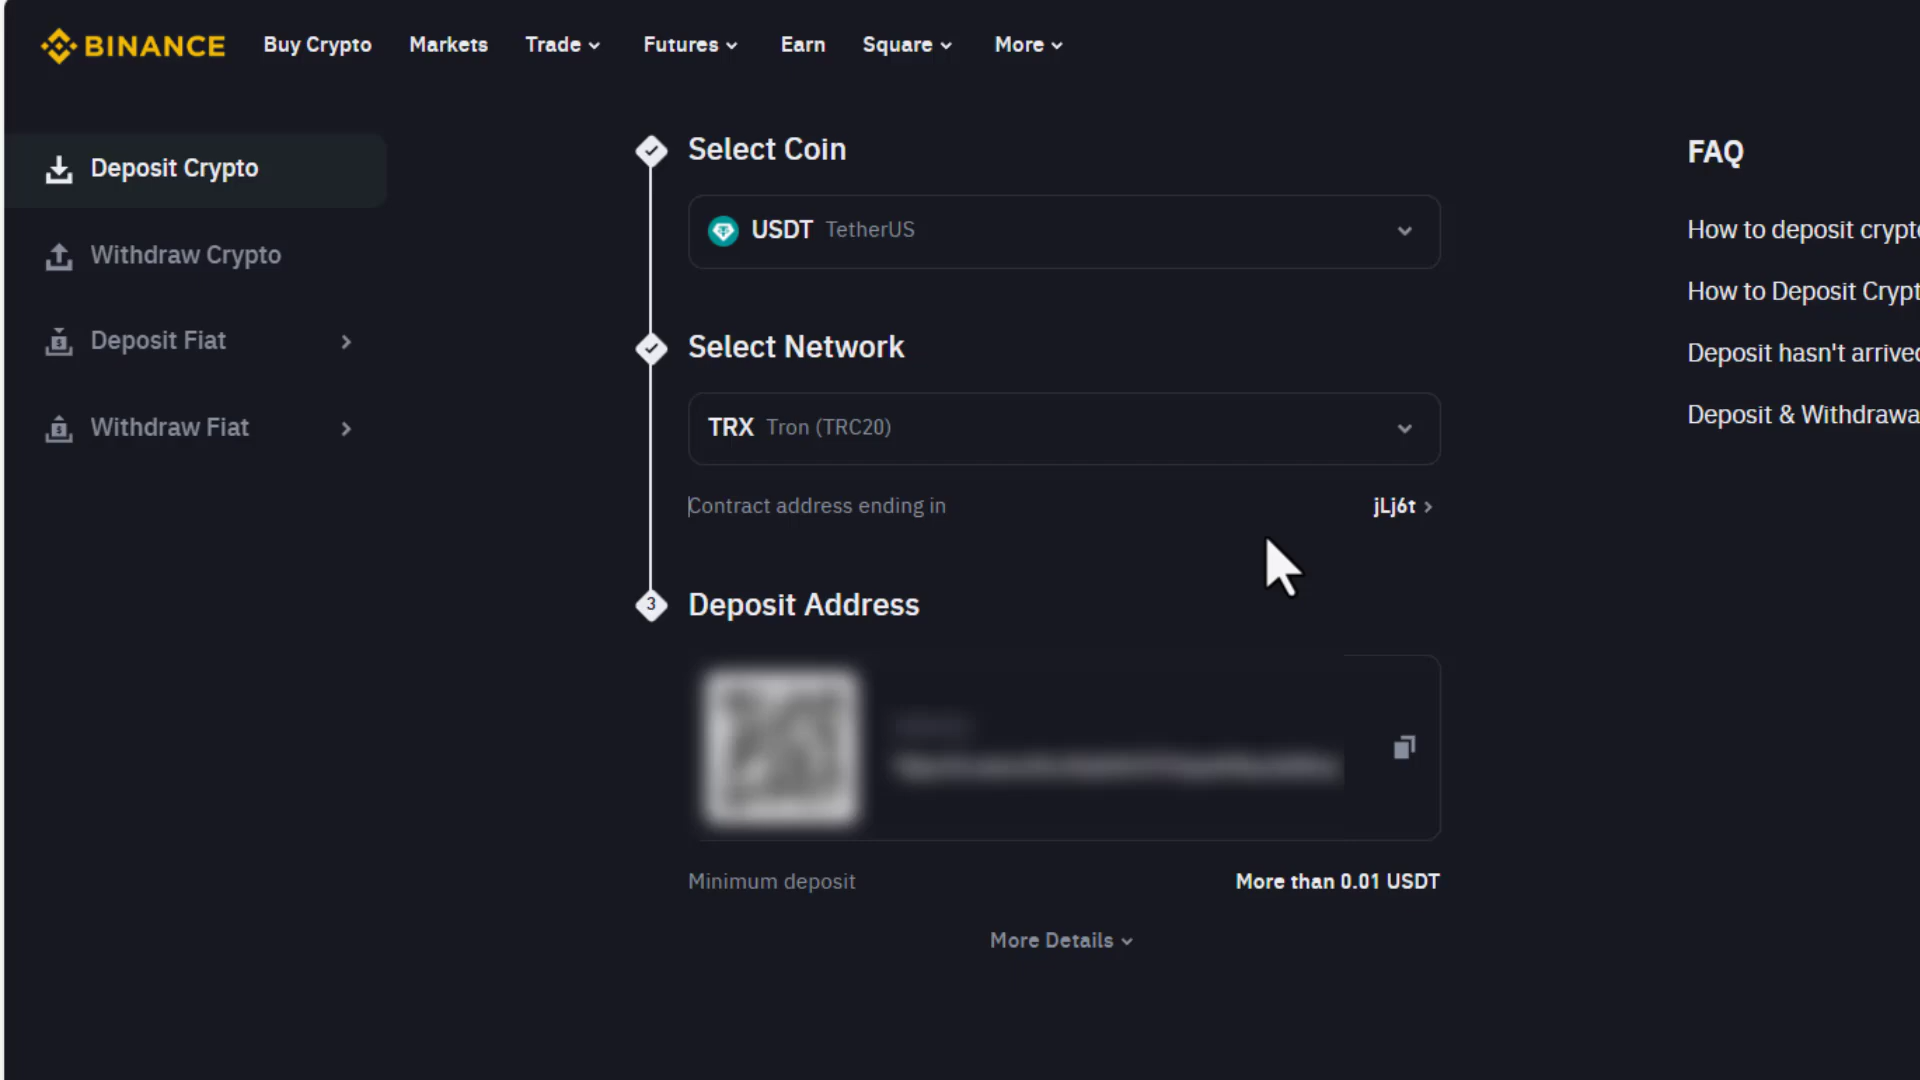 BINANCE
Buy Crypto
Markets
Trade
Futures
Earn
Square
More
Deposit Crypto
Withdraw Crypto
Deposit Fiat
Withdraw Fiat
Select Coin
USDT TetherUS
Select Network
TRX Tron (TRC20)
Contract address ending in jLj6t
3 Deposit Address
Minimum deposit More than 0.01 USDT
More Details
FAQ
How to deposit crypto
How to Deposit Crypt
Deposit hasn't arrived
Deposit & Withdrawa